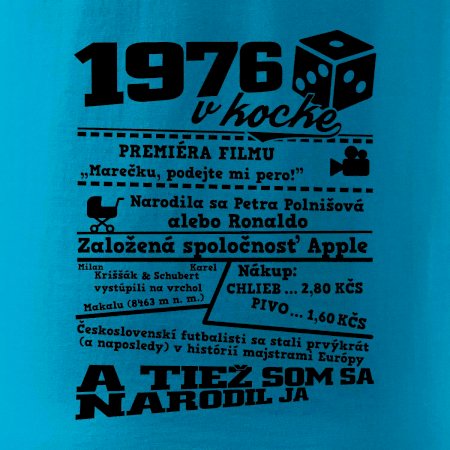 1976
v kocke
PREMIÉRA FILMU
„Marečku, podejte mi pero!”
Narodila sa Petra Polnišová
alebo Ronaldo
Založená spoločnosť Apple
Milan Karel
Kriššák & Schubert
vystúpili na vrchol
Makalu (8463 m n. m.)
Nákup:
CHLIEB ... 2,80 KČS
PIVO ... 1,60 KČS
Československí futbalisti sa stali prvýkrát
(a naposledy) v histórií majstrami Európy
A TIEŽ SOM SA
NARODIL JA